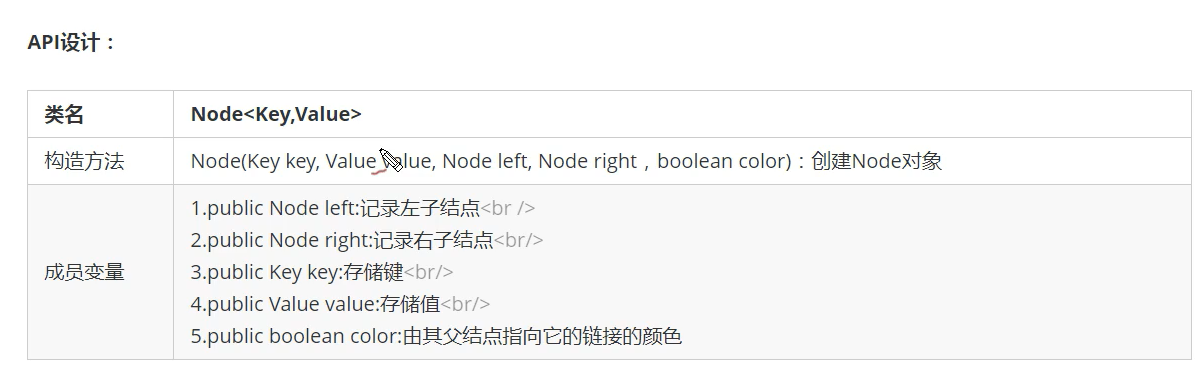 API设计：
类名 Node<Key,Value>
构造方法 Node(Key key, Value value, Node left, Node right，boolean color)：创建Node对象
1.public Node left:记录左子结点<br />
2.public Node right:记录右子结点<br/>
成员变量 3.public Key key:存储键<br/>
4.public Value value:存储值<br/>
5.public boolean color:由其父结点指向它的链接的颜色